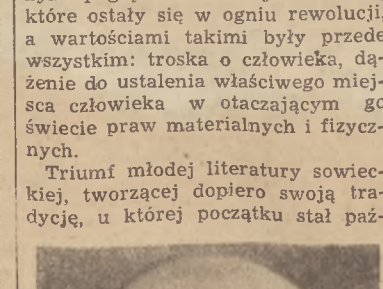 które ostały się w ogniu rewolucji,
a wartościami takimi były przede
wszystkim: troska o człowieka, dą-
żenie do ustalenia właściwego miej-
sca człowieka w otaczającym go
świecie praw materialnych i fizycz-
nych.
Triumf młodej literatury sowiec-
kiej, tworzącej dopiero swoją tra-
dycję, u której początku stał paź-